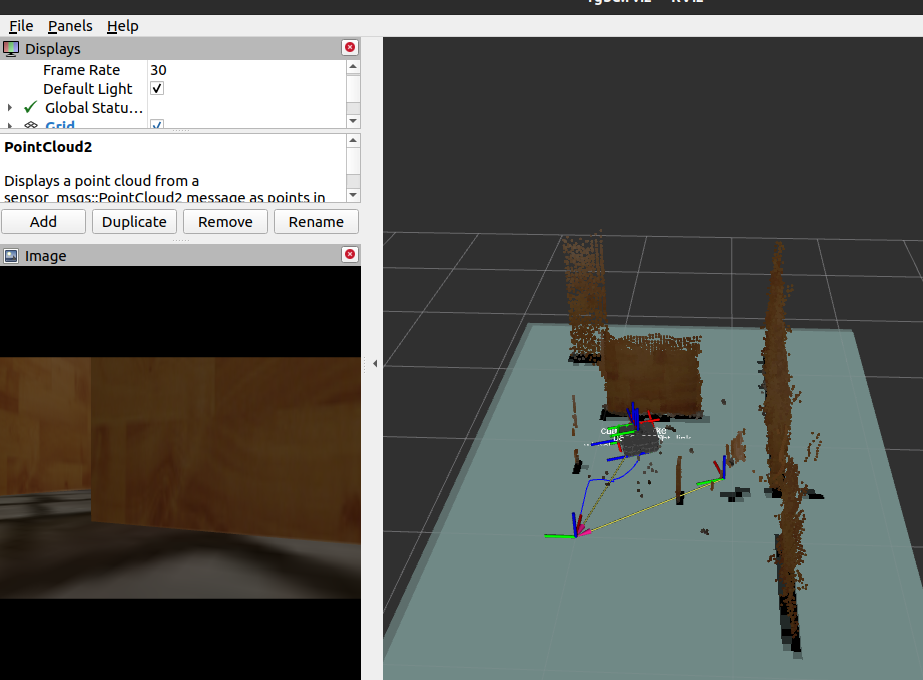 File Panels Help
Displays
Frame Rate 30
Default Light
Global Statu...
Grid
PointCloud2
Displays a point cloud from a
sensor_msgs::PointCloud2 message as points in
Add Duplicate Remove Rename
Image